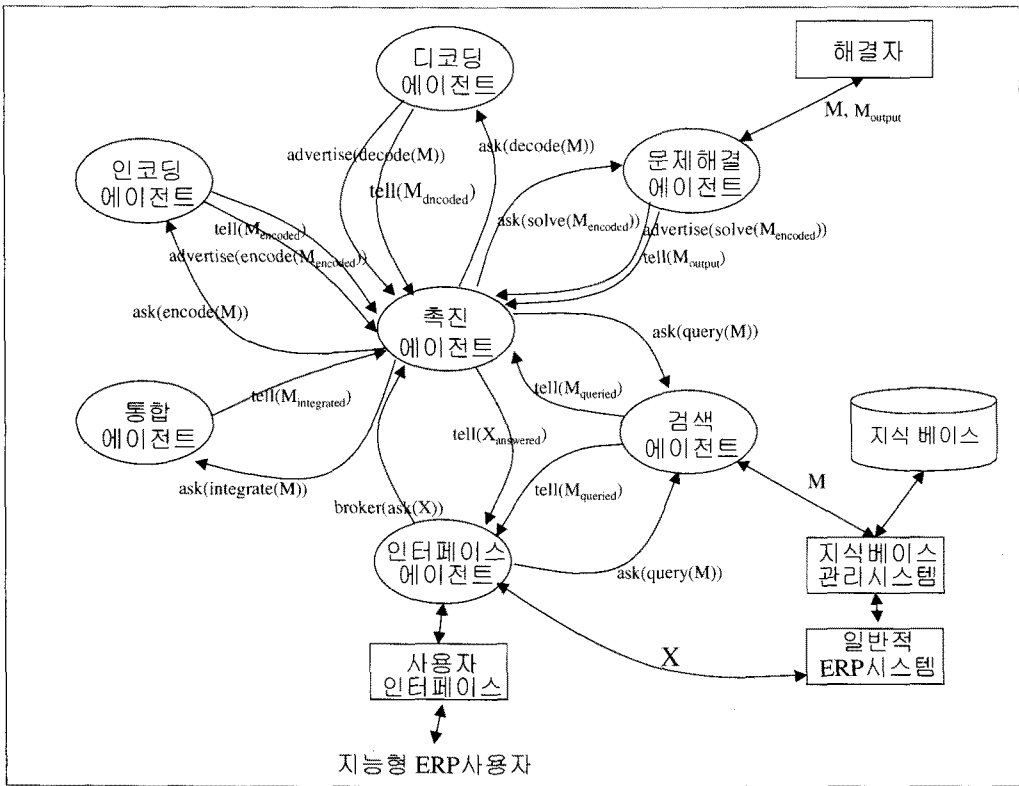 디코딩
에이전트
해결자
M, M_output
advertise(decode(M))
ask(decode(M))
tell(M_dncoded)
인코딩
에이전트
문제해결
에이전트
ask(solve(M_encoded))
advertise(solve(M_encoded))
tell(M_output)
tell(M_encoded)
advertise(encode(M_encoded))
ask(encode(M))
촉진
에이전트
ask(query(M))
tell(M_queried)
통합
에이전트
tell(M_integrated)
ask(integrate(M))
tell(X_answered)
검색
에이전트
지식 베이스
broker(ask(X))
tell(M_queried)
M
인터페이스
에이전트
ask(query(M))
지식베이스
관리시스템
사용자
인터페이스
X
일반적
ERP시스템
지능형 ERP사용자